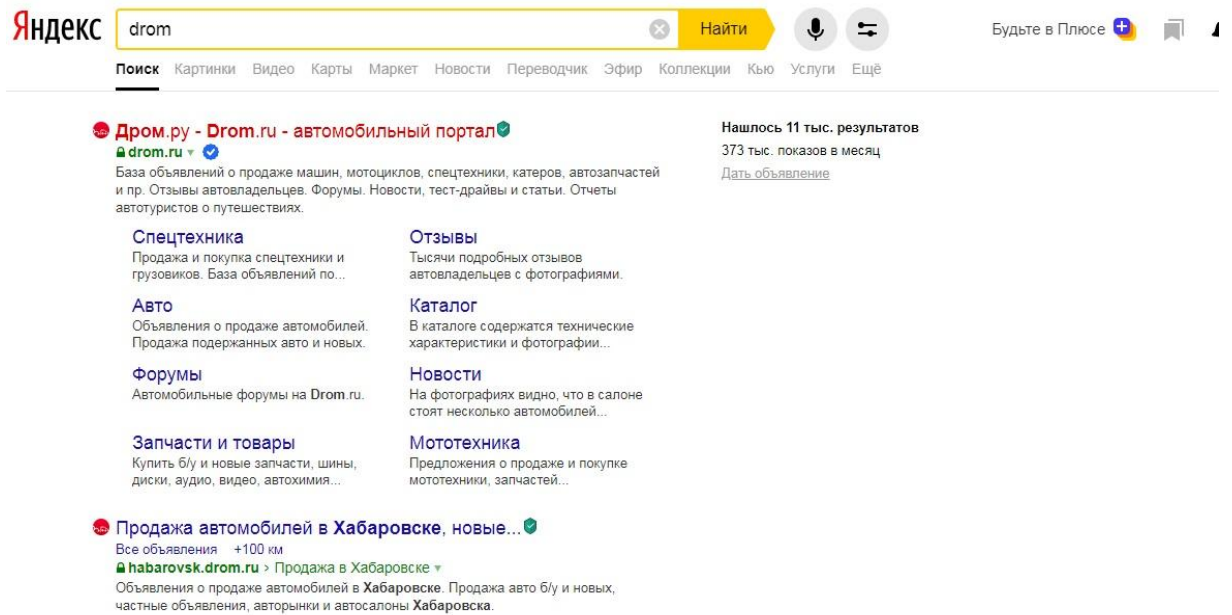 Яндекс
drom
Найти
Будьте в Плюсе
Поиск Картинки Видео Карты Маркет Новости Переводчик Эфир Коллекции Кью Услуги Ещё
Дром.ру - Drom.ru - автомобильный портал
drom.ru
База объявлений о продаже машин, мотоциклов, спецтехники, катеров, автозапчастей
и пр. Отзывы автовладельцев. Форумы. Новости, тест-драйвы и статьи. Отчеты
автотуристов о путешествиях.
Нашлось 11 тыс. результатов
373 тыс. показов в месяц
Дать объявление
Спецтехника
Продажа и покупка спецтехники и
грузовиков. База объявлений по...
Отзывы
Тысячи подробных отзывов
автовладельцев с фотографиями.
Авто
Объявления о продаже автомобилей.
Продажа подержанных авто и новых.
Каталог
В каталоге содержатся технические
характеристики и фотографии...
Форумы
Автомобильные форумы на Drom.ru.
Новости
На фотографиях видно, что в салоне
стоят несколько автомобилей...
Запчасти и товары
Купить б/у и новые запчасти, шины,
диски, аудио, видео, автохимия...
Мототехника
Предложения о продаже и покупке
мототехники, запчастей...
Продажа автомобилей в Хабаровске, новые...
Все объявления +100 км
habarovsk.drom.ru › Продажа в Хабаровске
Объявления о продаже автомобилей в Хабаровске. Продажа авто б/у и новых,
частные объявления, авторынки и автосалоны Хабаровска.